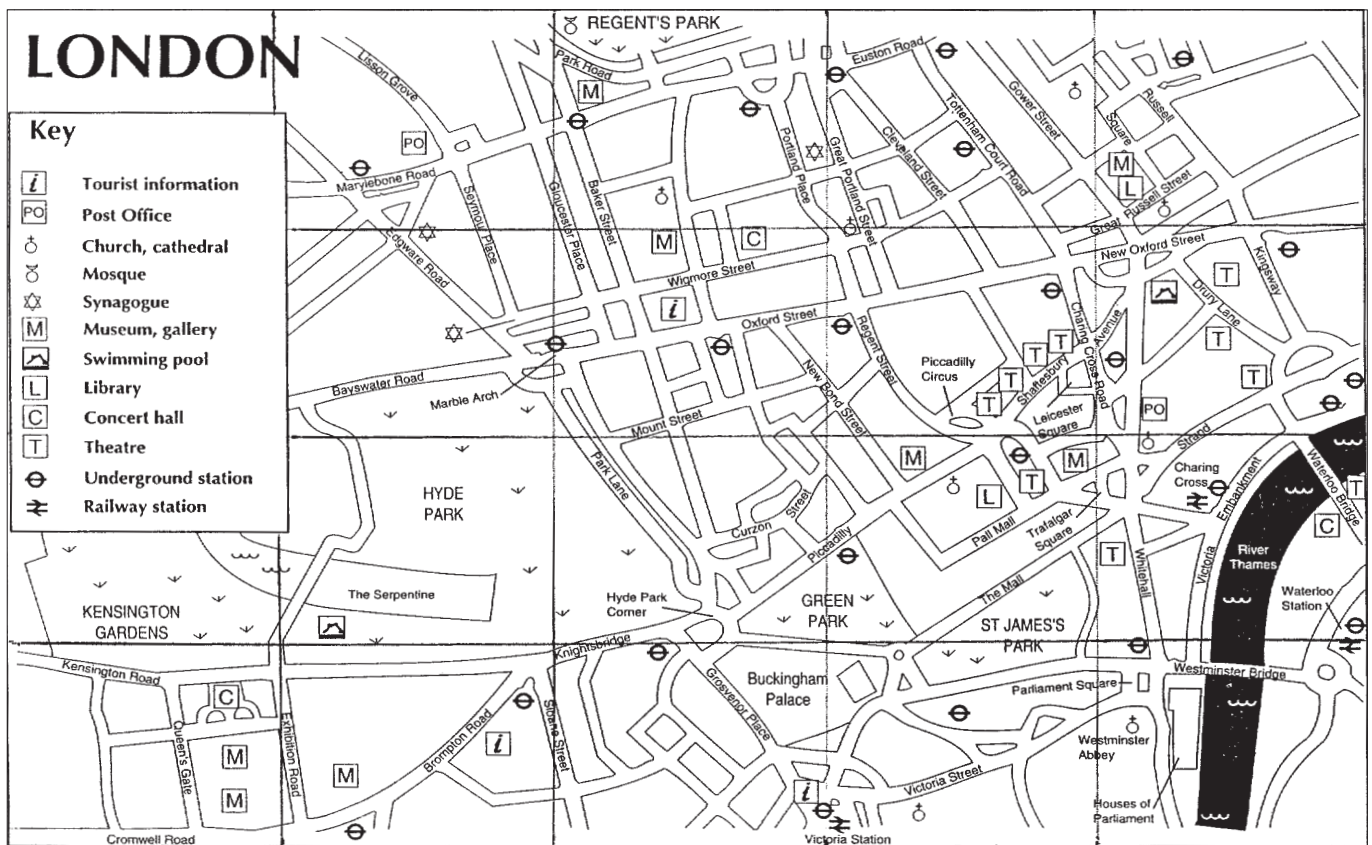 LONDON
Key
i
Tourist information
PO
Post Office
Church, cathedral
Mosque
Synagogue
M
Museum, gallery
Swimming pool
L
Library
C
Concert hall
T
Theatre
Underground station
Railway station
REGENT'S PARK
Lisson Grove
Park Road
M
Euston Road
PO
Marylebone Road
Seymour Place
Gloucester Place
Baker Street
Portland Place
Great Portland Street
Cleveland Street
Tottenham Court Road
Gower Street
Russell
Square
M
L
Great Russell Street
Edgware Road
M
C
Wigmore Street
i
New Oxford Street
Kingsway
T
Drury Lane
T
T
Oxford Street
Regent Street
Charing Cross Road
Shaftesbury Avenue
T
T
T
T
Piccadilly
Circus
Leicester
Square
New Bond Street
Bayswater Road
Marble Arch
Mount Street
PO
Strand
HYDE
PARK
Park Lane
Curzon
Street
Piccadilly
M
L
M
T
Pall Mall
Trafalgar
Square
Charing
Cross
Victoria
Embankment
Waterloo Bridge
T
C
River
Thames
Waterloo
Station
T
Whitehall
The Mall
The Serpentine
KENSINGTON
GARDENS
Hyde Park
Corner
GREEN
PARK
ST JAMES'S
PARK
Kensington Road
Knightsbridge
Buckingham
Palace
Grosvenor Place
Parliament Square
Westminster Bridge
C
Queen's Gate
Exhibition Road
M
M
M
Brompton Road
i
Sloane Street
Westminster
Abbey
Victoria Street
i
Houses of
Parliament
Cromwell Road
Victoria Station